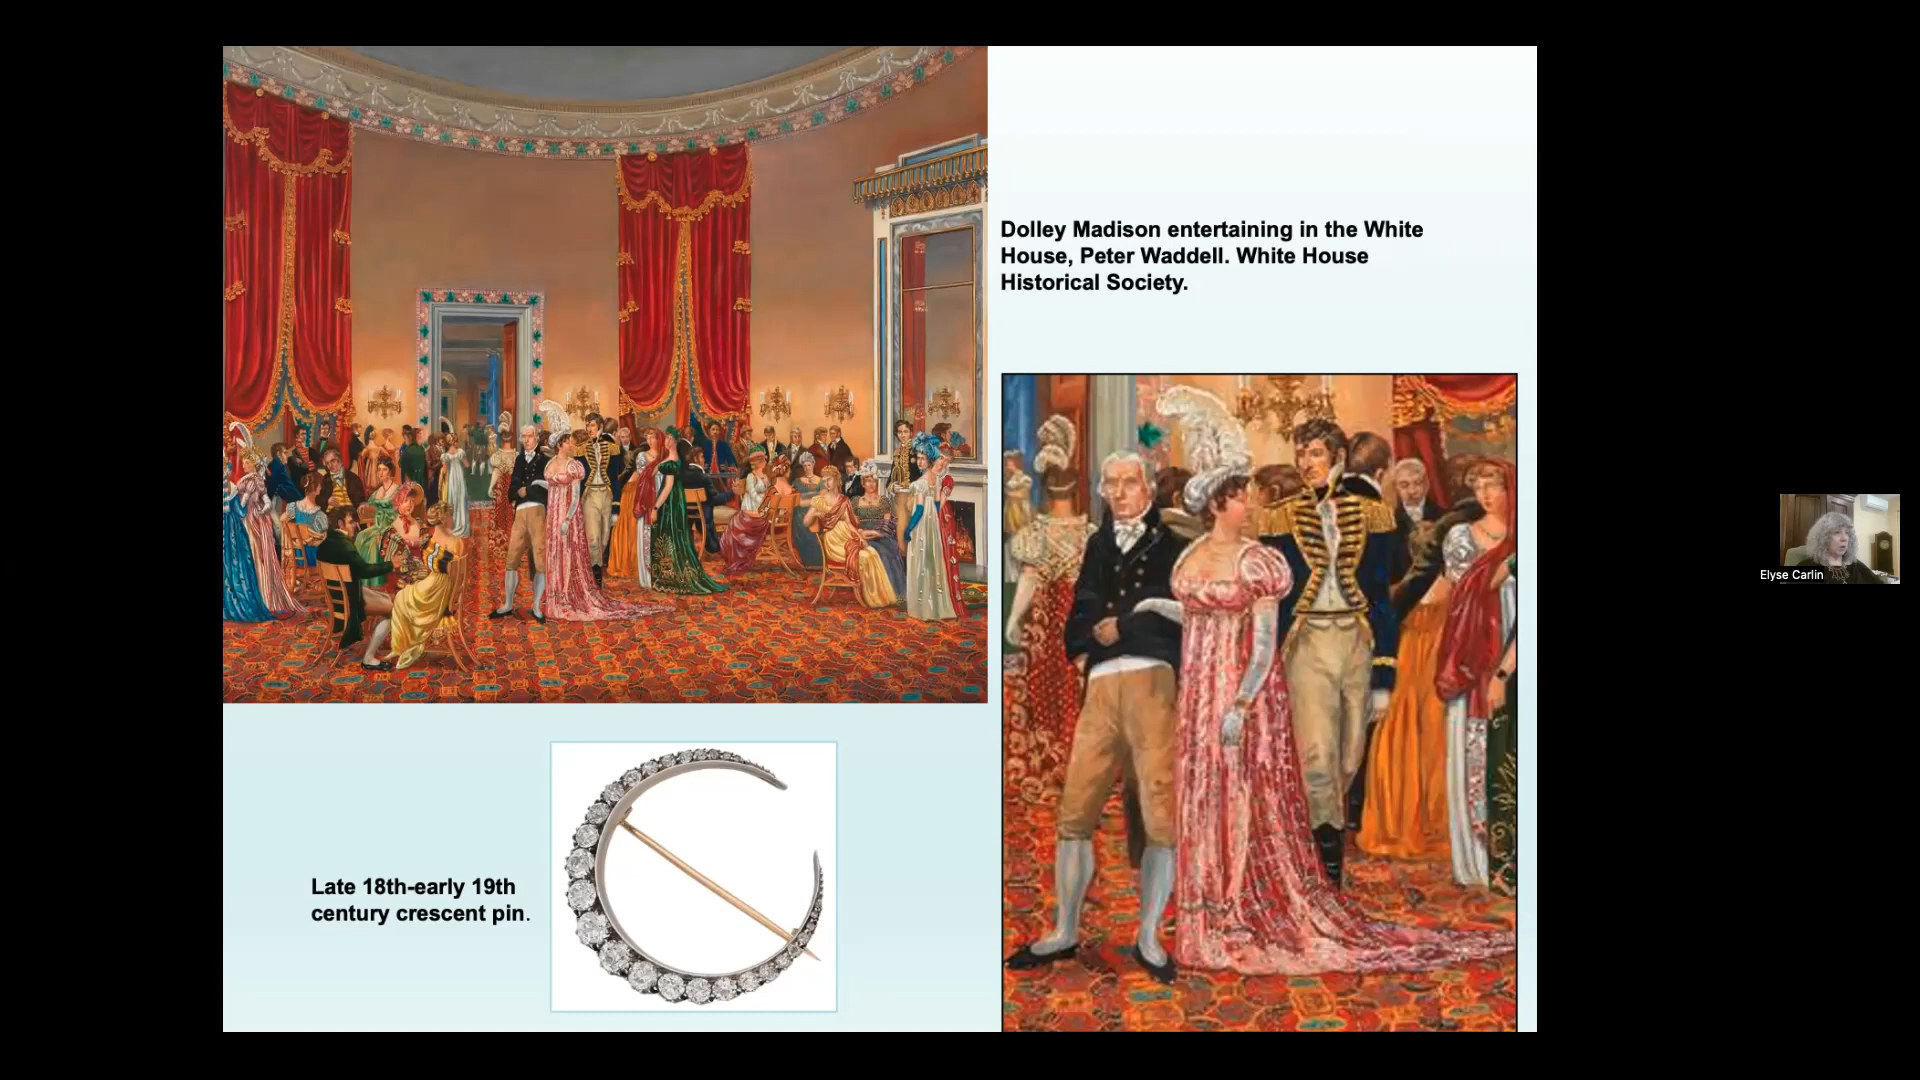 Dolley Madison entertaining in the White
House, Peter Waddell. White House
Historical Society.
Late 18th-early 19th
century crescent pin.
Elyse Carlin